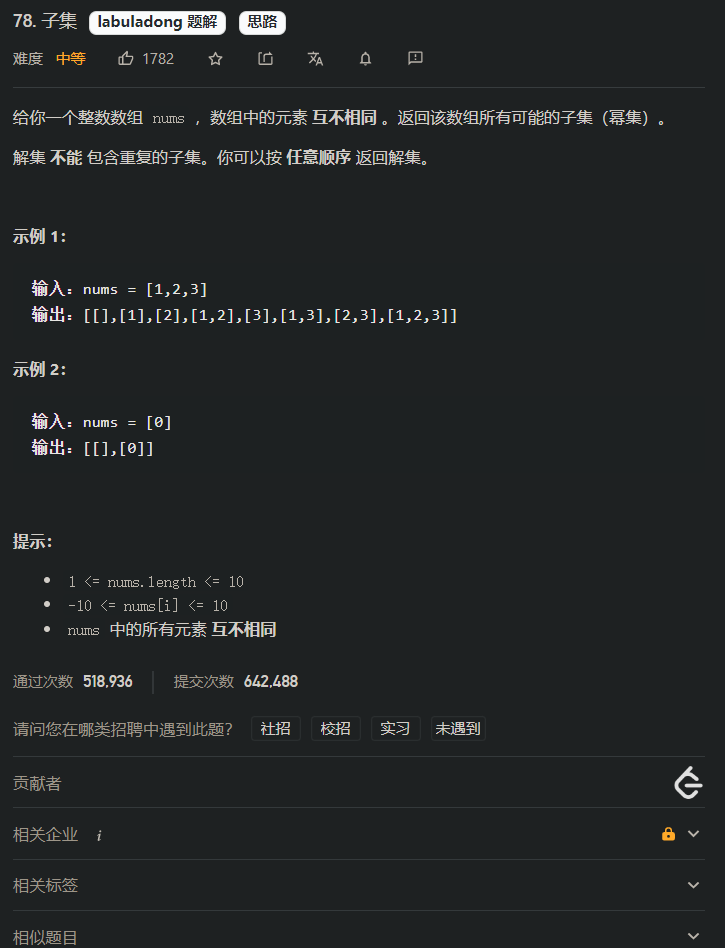 78. 子集 labuladong 题解 思路
难度 中等 1782
给你一个整数数组 nums ，数组中的元素 互不相同 。返回该数组所有可能的子集（幂集）。
解集 不能 包含重复的子集。你可以按 任意顺序 返回解集。
示例 1：
输入：nums = [1,2,3]
输出：[[],[1],[2],[1,2],[3],[1,3],[2,3],[1,2,3]]
示例 2：
输入：nums = [0]
输出：[[],[0]]
提示：
1 <= nums.length <= 10
-10 <= nums[i] <= 10
nums 中的所有元素 互不相同
通过次数 518,936 提交次数 642,488
请问您在哪类招聘中遇到此题？ 社招 校招 实习 未遇到
贡献者
相关企业 i
相关标签
相似题目